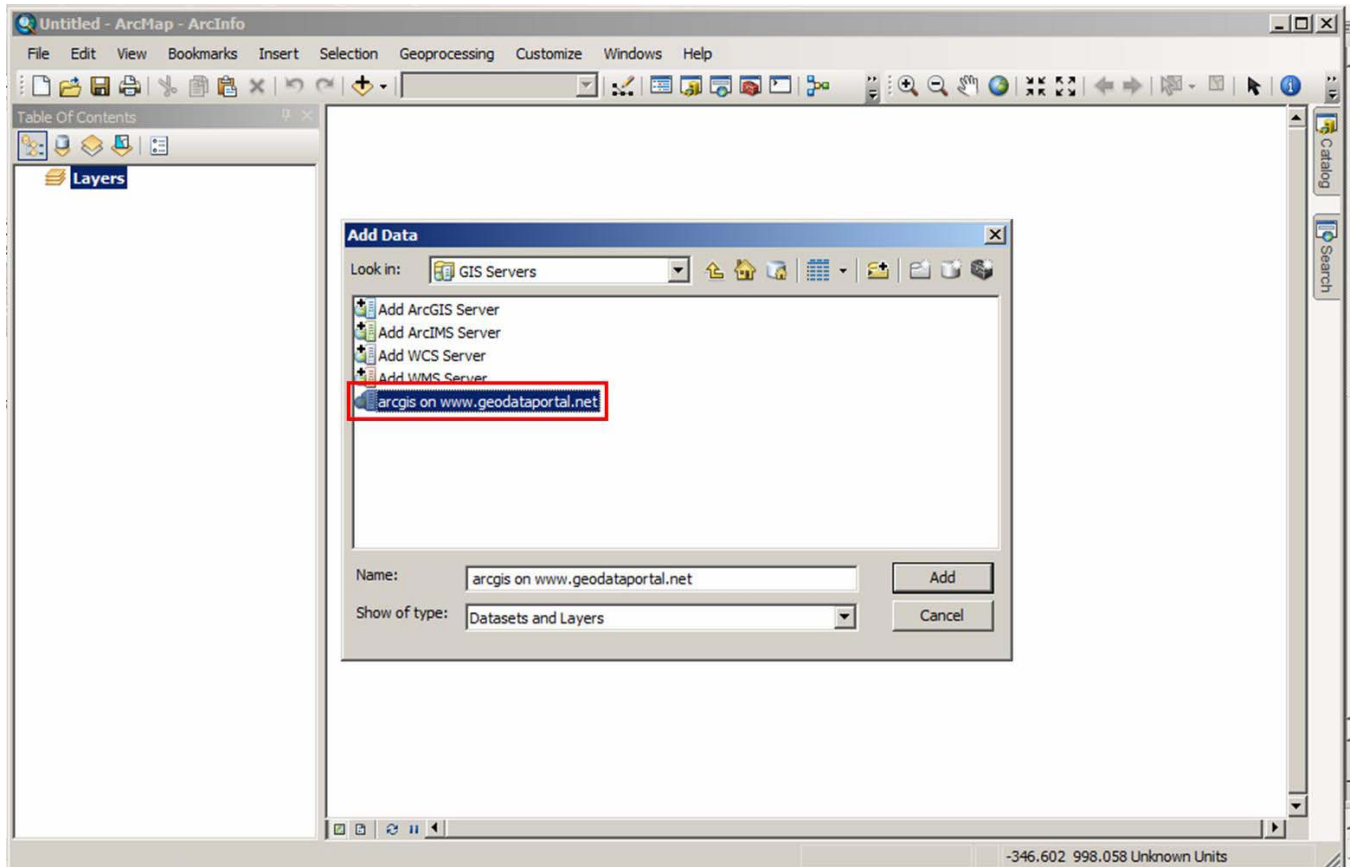 Untitled - ArcMap - ArcInfo
File Edit View Bookmarks Insert Selection Geoprocessing Customize Windows Help
Table Of Contents
Layers
Catalog
Search
Add Data
Look in: GIS Servers
Add ArcGIS Server
Add ArcIMS Server
Add WCS Server
Add WMS Server
arcgis on www.geodataportal.net
Name: arcgis on www.geodataportal.net
Add
Show of type: Datasets and Layers
Cancel
-346.602 998.058 Unknown Units